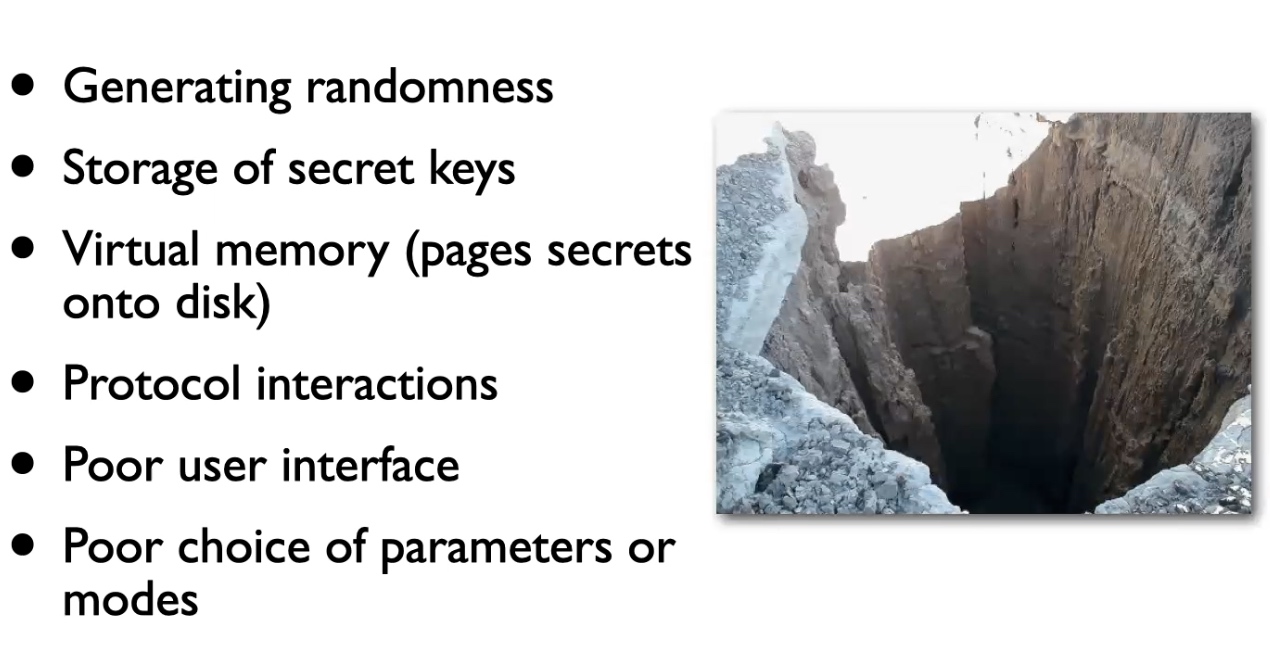 • Generating randomness
• Storage of secret keys
• Virtual memory (pages secrets
onto disk)
• Protocol interactions
• Poor user interface
• Poor choice of parameters or
modes